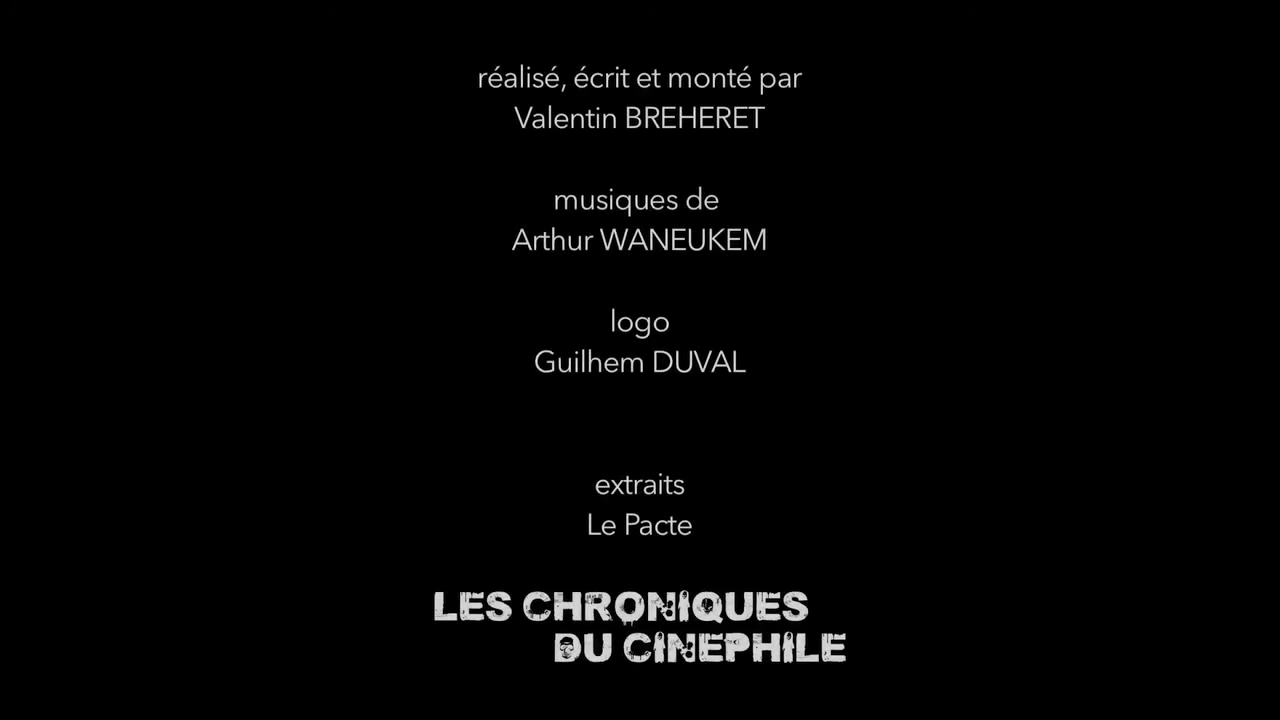 réalisé, écrit et monté par
Valentin BREHERET
musiques de
Arthur WANEUKEM
logo
Guilhem DUVAL
extraits
Le Pacte
LES CHRONIQUES
DU CINEPHILE